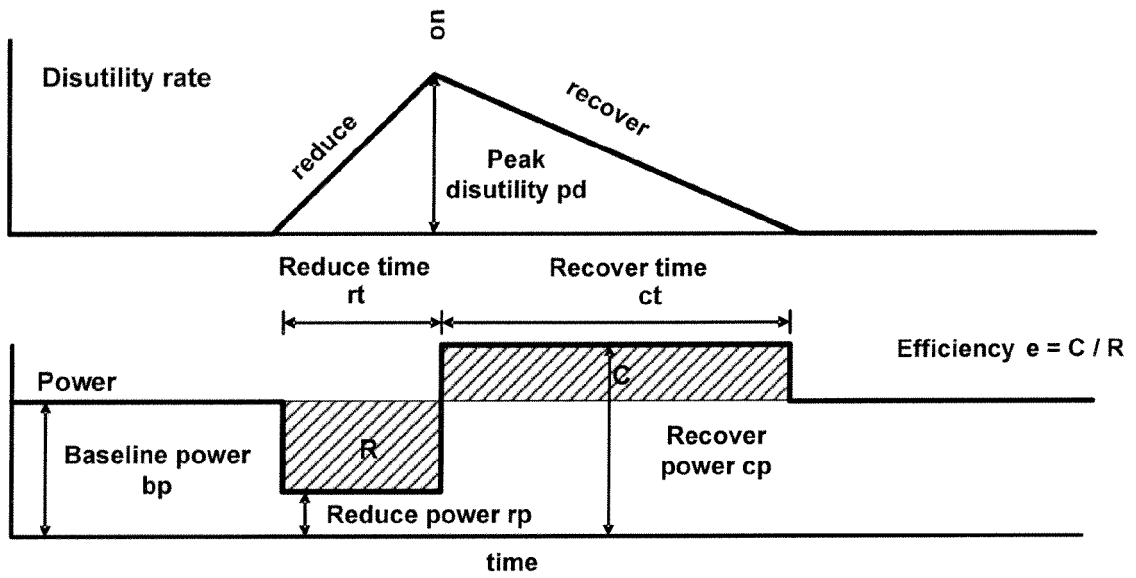 on
Disutility rate
reduce
recover
Peak
disutility pd
Reduce time
rt
Recover time
ct
Efficiency e = C / R
Power
C
R
Baseline power
bp
Recover
power cp
Reduce power rp
time